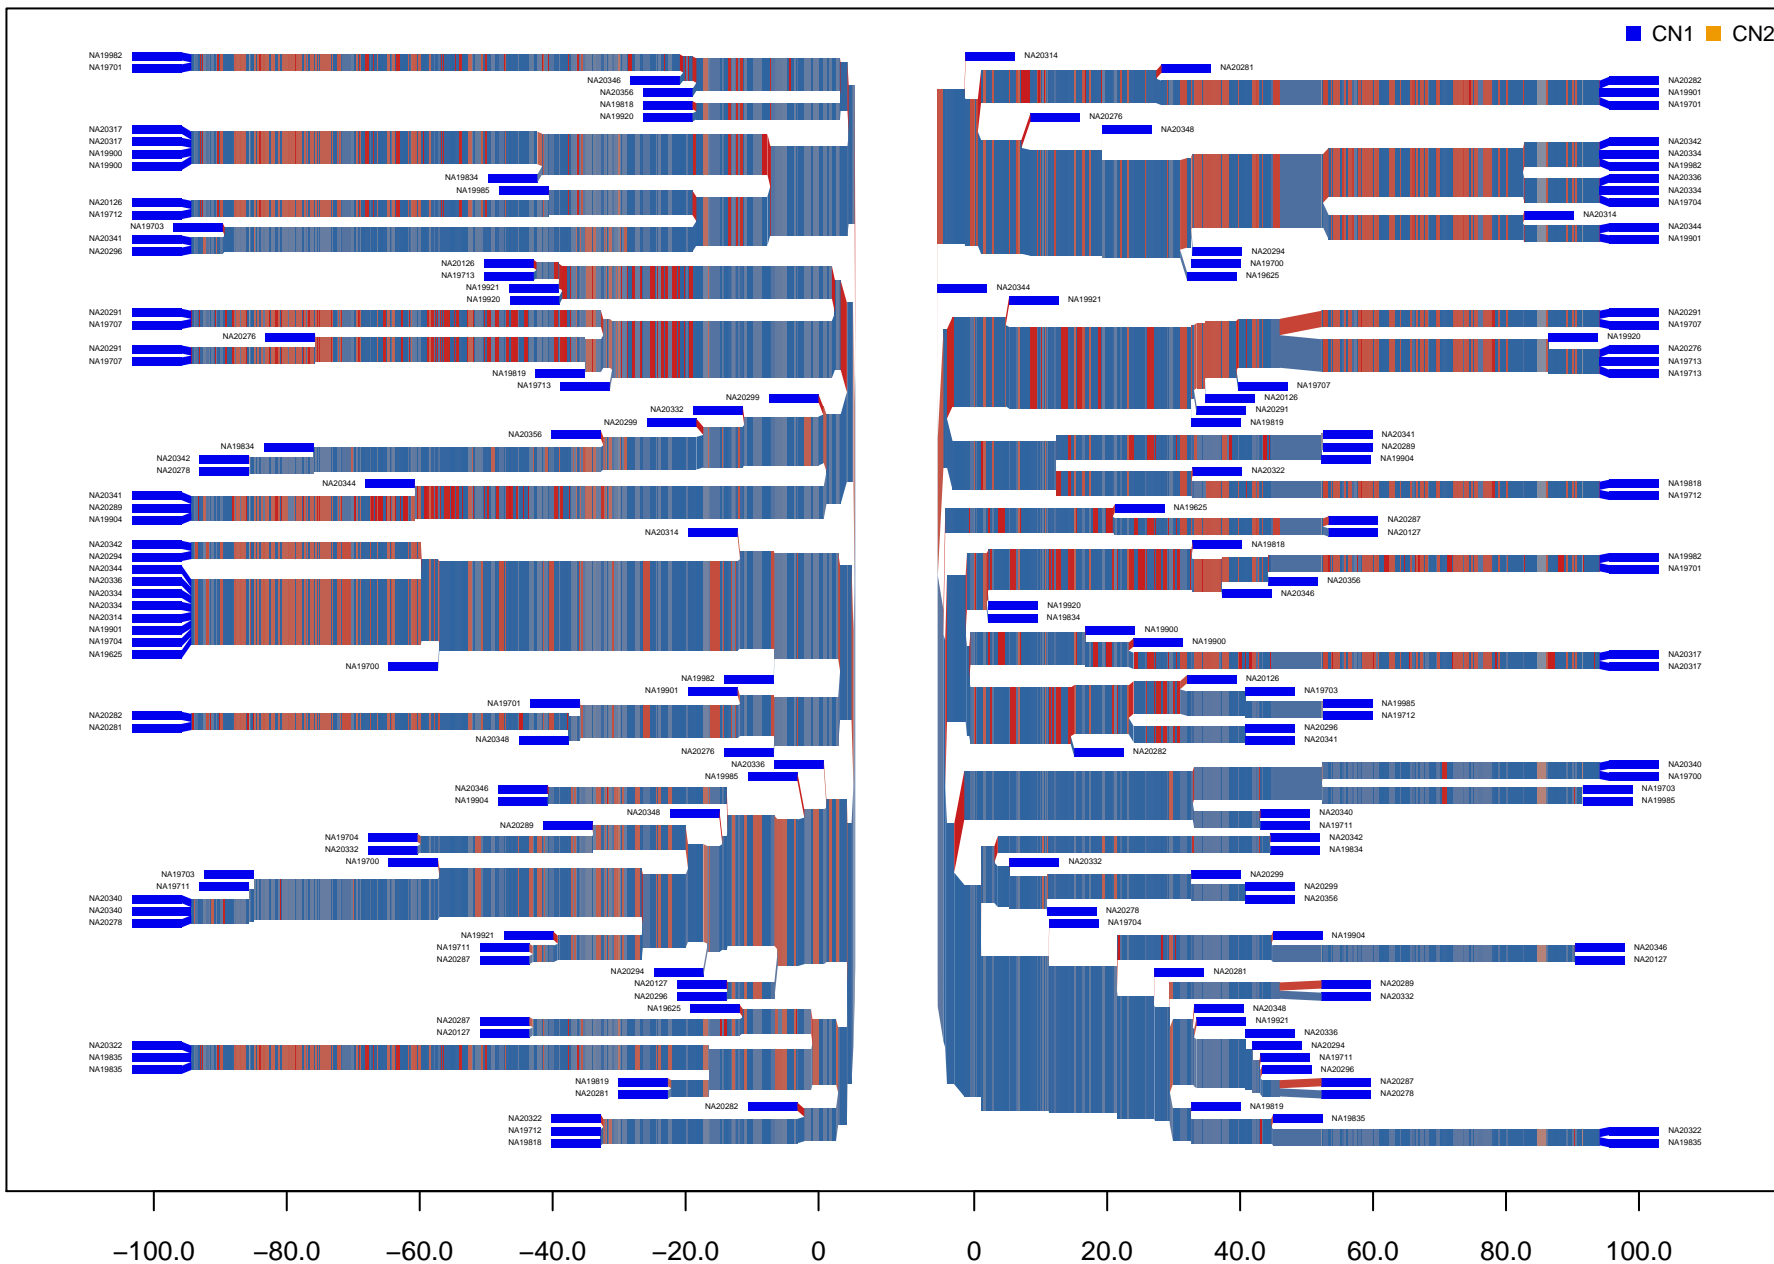 CN1 CN2
NA19982
NA19701
NA20346
NA20356
NA19818
NA19920
NA20317
NA20317
NA19900
NA19900
NA19834
NA19985
NA20126
NA19712
NA19703
NA20341
NA20296
NA20126
NA19713
NA19921
NA19920
NA20291
NA19707
NA20276
NA20291
NA19707
NA19819
NA19713
NA20299
NA20332
NA20299
NA20356
NA19834
NA20342
NA20278
NA20344
NA20341
NA20289
NA19904
NA20314
NA20342
NA20294
NA20344
NA20336
NA20334
NA20334
NA20314
NA19901
NA19704
NA19625
NA19700
NA19982
NA19901
NA19701
NA20282
NA20281
NA20348
NA20276
NA20336
NA19985
NA20346
NA19904
NA20348
NA20289
NA19704
NA20332
NA19700
NA19703
NA19711
NA20340
NA20340
NA20278
NA19921
NA19711
NA20287
NA20294
NA20127
NA20296
NA19625
NA20287
NA20127
NA20322
NA19835
NA19835
NA19819
NA20281
NA20282
NA20322
NA19712
NA19818
NA20314
NA20281
NA20282
NA19901
NA19701
NA20276
NA20348
NA20342
NA20334
NA19982
NA20336
NA20334
NA19704
NA20314
NA20344
NA19901
NA20294
NA19700
NA19625
NA20344
NA19921
NA20291
NA19707
NA19920
NA20276
NA19713
NA19713
NA19707
NA20126
NA20291
NA19819
NA20341
NA20289
NA19904
NA20322
NA19818
NA19712
NA19625
NA20287
NA20127
NA19818
NA19982
NA19701
NA20356
NA20346
NA19920
NA19834
NA19900
NA19900
NA20317
NA20317
NA20126
NA19703
NA19985
NA19712
NA20296
NA20341
NA20282
NA20340
NA19700
NA19703
NA19985
NA20340
NA19711
NA20342
NA19834
NA20332
NA20299
NA20299
NA20356
NA20278
NA19704
NA19904
NA20346
NA20127
NA20281
NA20289
NA20332
NA20348
NA19921
NA20336
NA20294
NA19711
NA20296
NA20287
NA20278
NA19819
NA19835
NA20322
NA19835
−100.0 −80.0 −60.0 −40.0 −20.0 0 0 20.0 40.0 60.0 80.0 100.0